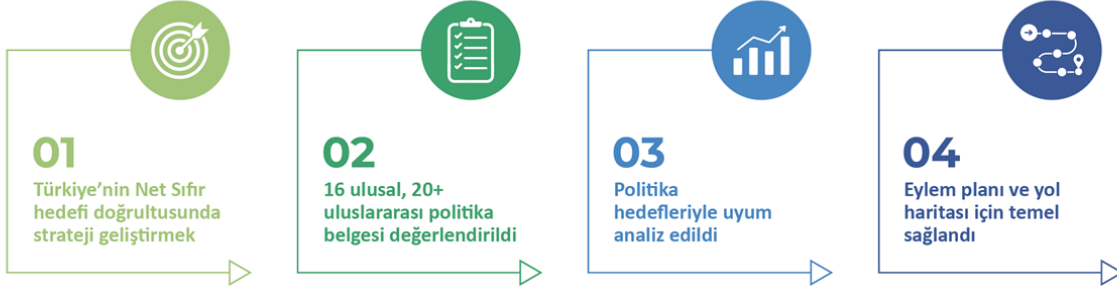 01
Türkiye’nin Net Sıfır
hedefi doğrultusunda
strateji geliştirmek
02
16 ulusal, 20+
uluslararası politika
belgesi değerlendirildi
03
Politika
hedefleriyle uyum
analiz edildi
04
Eylem planı ve yol
haritası için temel
sağlandı